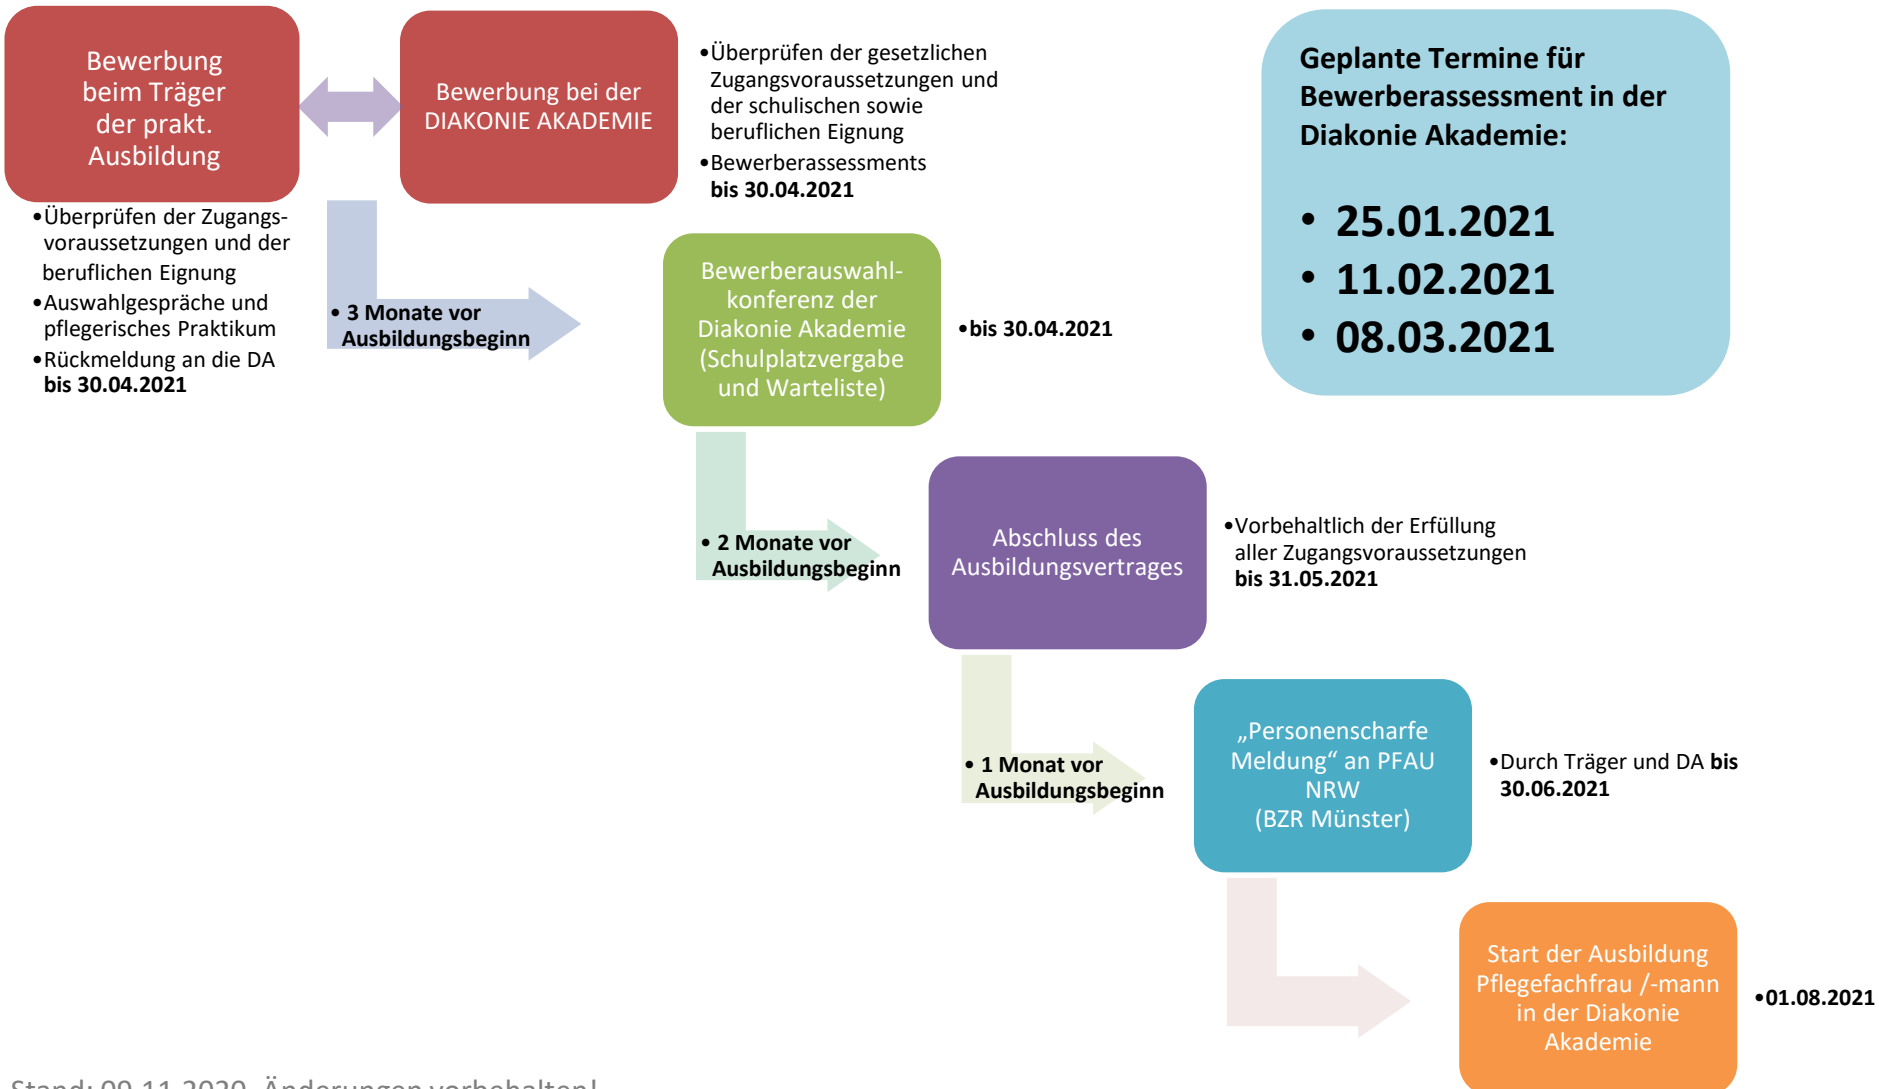 Bewerbung
beim Träger
der prakt.
Ausbildung
Bewerbung bei der
DIAKONIE AKADEMIE
•Überprüfen der gesetzlichen
Zugangsvoraussetzungen und
der schulischen sowie
beruflichen Eignung
•Bewerberassessments
bis 30.04.2021
Geplante Termine für
Bewerberassessment in der
Diakonie Akademie:
• 25.01.2021
• 11.02.2021
• 08.03.2021
•Überprüfen der Zugangs-
voraussetzungen und der
beruflichen Eignung
•Auswahlgespräche und
pflegerisches Praktikum
•Rückmeldung an die DA
bis 30.04.2021
• 3 Monate vor
Ausbildungsbeginn
Bewerberauswahl-
konferenz der
Diakonie Akademie
(Schulplatzvergabe
und Warteliste)
•bis 30.04.2021
• 2 Monate vor
Ausbildungsbeginn
Abschluss des
Ausbildungsvertrages
•Vorbehaltlich der Erfüllung
aller Zugangsvoraussetzungen
bis 31.05.2021
• 1 Monat vor
Ausbildungsbeginn
„Personenscharfe
Meldung“ an PFAU
NRW
(BZR Münster)
•Durch Träger und DA bis
30.06.2021
Start der Ausbildung
Pflegefachfrau /-mann
in der Diakonie
Akademie
•01.08.2021
Stand: 09.11.2020, Änderungen vorbehalten!